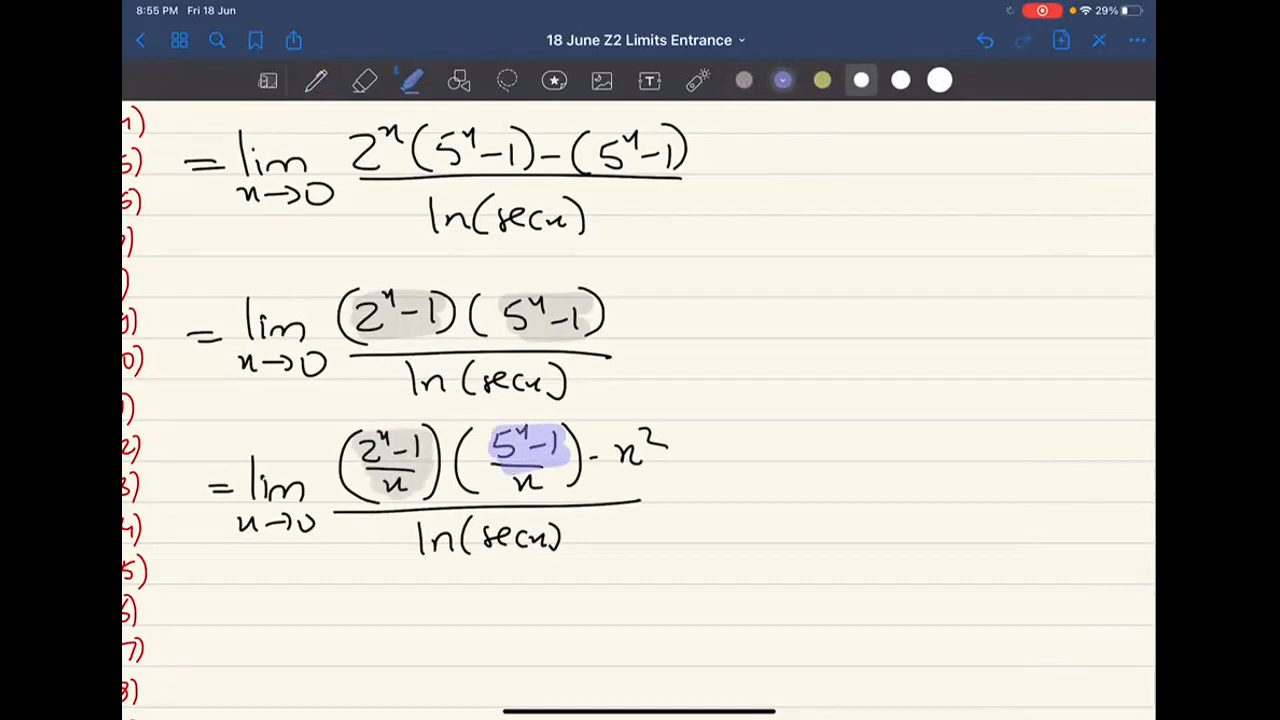 8:55 PM Fri 18 Jun
29%
18 June Z2 Limits Entrance
= lim x→0 (2^x (5^x − 1) − (5^x − 1)) / ln(secx)
= lim x→0 ((2^x − 1)(5^x − 1)) / ln(secx)
= lim x→0 (((2^x − 1)/x) ((5^x − 1)/x) · x^2) / ln(secx)